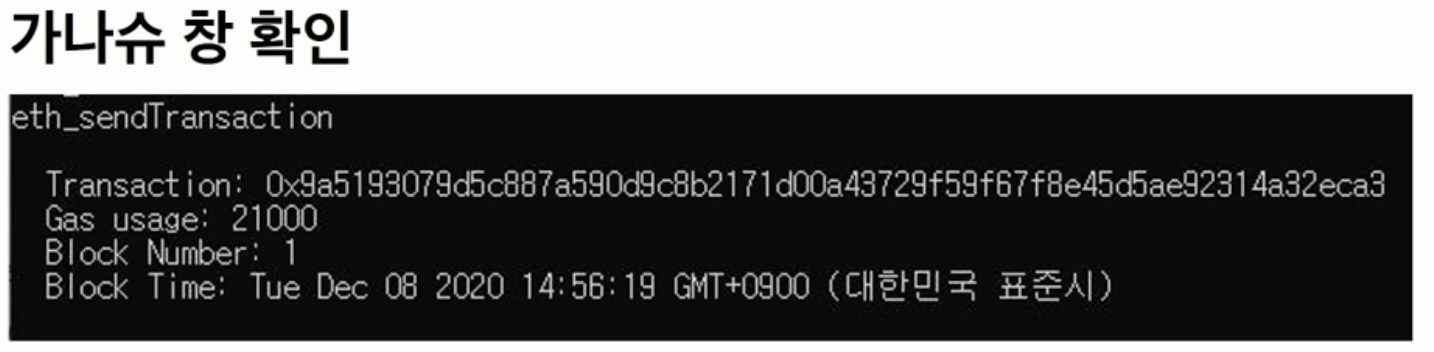 가나슈 창 확인
eth_sendTransaction
Transaction: 0x9a5193079d5c887a590d9c8b2171d00a43729f59f67f8e45d5ae92314a32eca3
Gas usage: 21000
Block Number: 1
Block Time: Tue Dec 08 2020 14:56:19 GMT+0900 (대한민국 표준시)